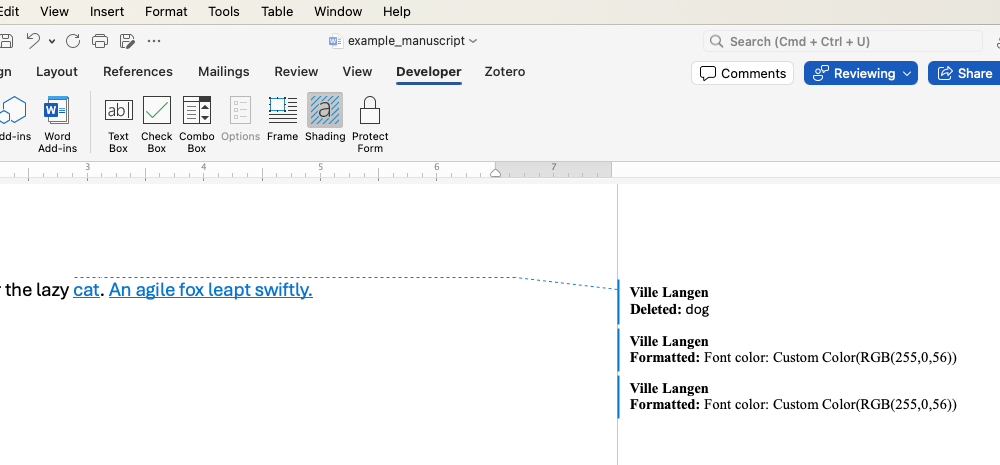 Edit View Insert Format Tools Table Window Help
example_manuscript
Search (Cmd + Ctrl + U)
Layout References Mailings Review View Developer Zotero
Comments Reviewing Share
Word Add-ins
Text Box
Check Box
Combo Box
Options
Frame
Shading
Protect Form
3 4 5 6 7
the lazy cat. An agile fox leapt swiftly.
Ville Langen
Deleted: dog
Ville Langen
Formatted: Font color: Custom Color(RGB(255,0,56))
Ville Langen
Formatted: Font color: Custom Color(RGB(255,0,56))